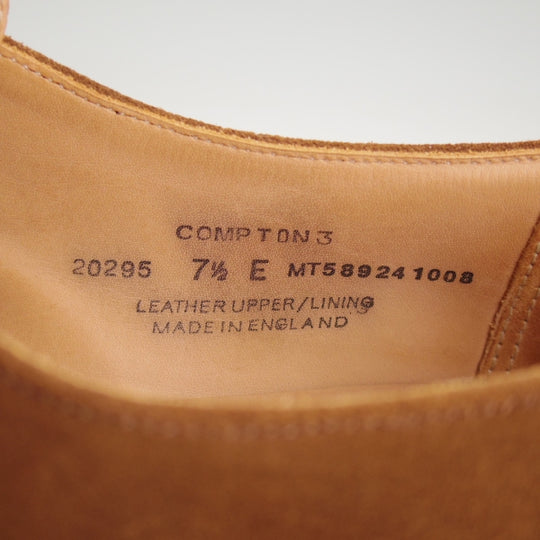 COMPTON 3
20295 7½ E MT589241008
LEATHER UPPER/LINING
MADE IN ENGLAND